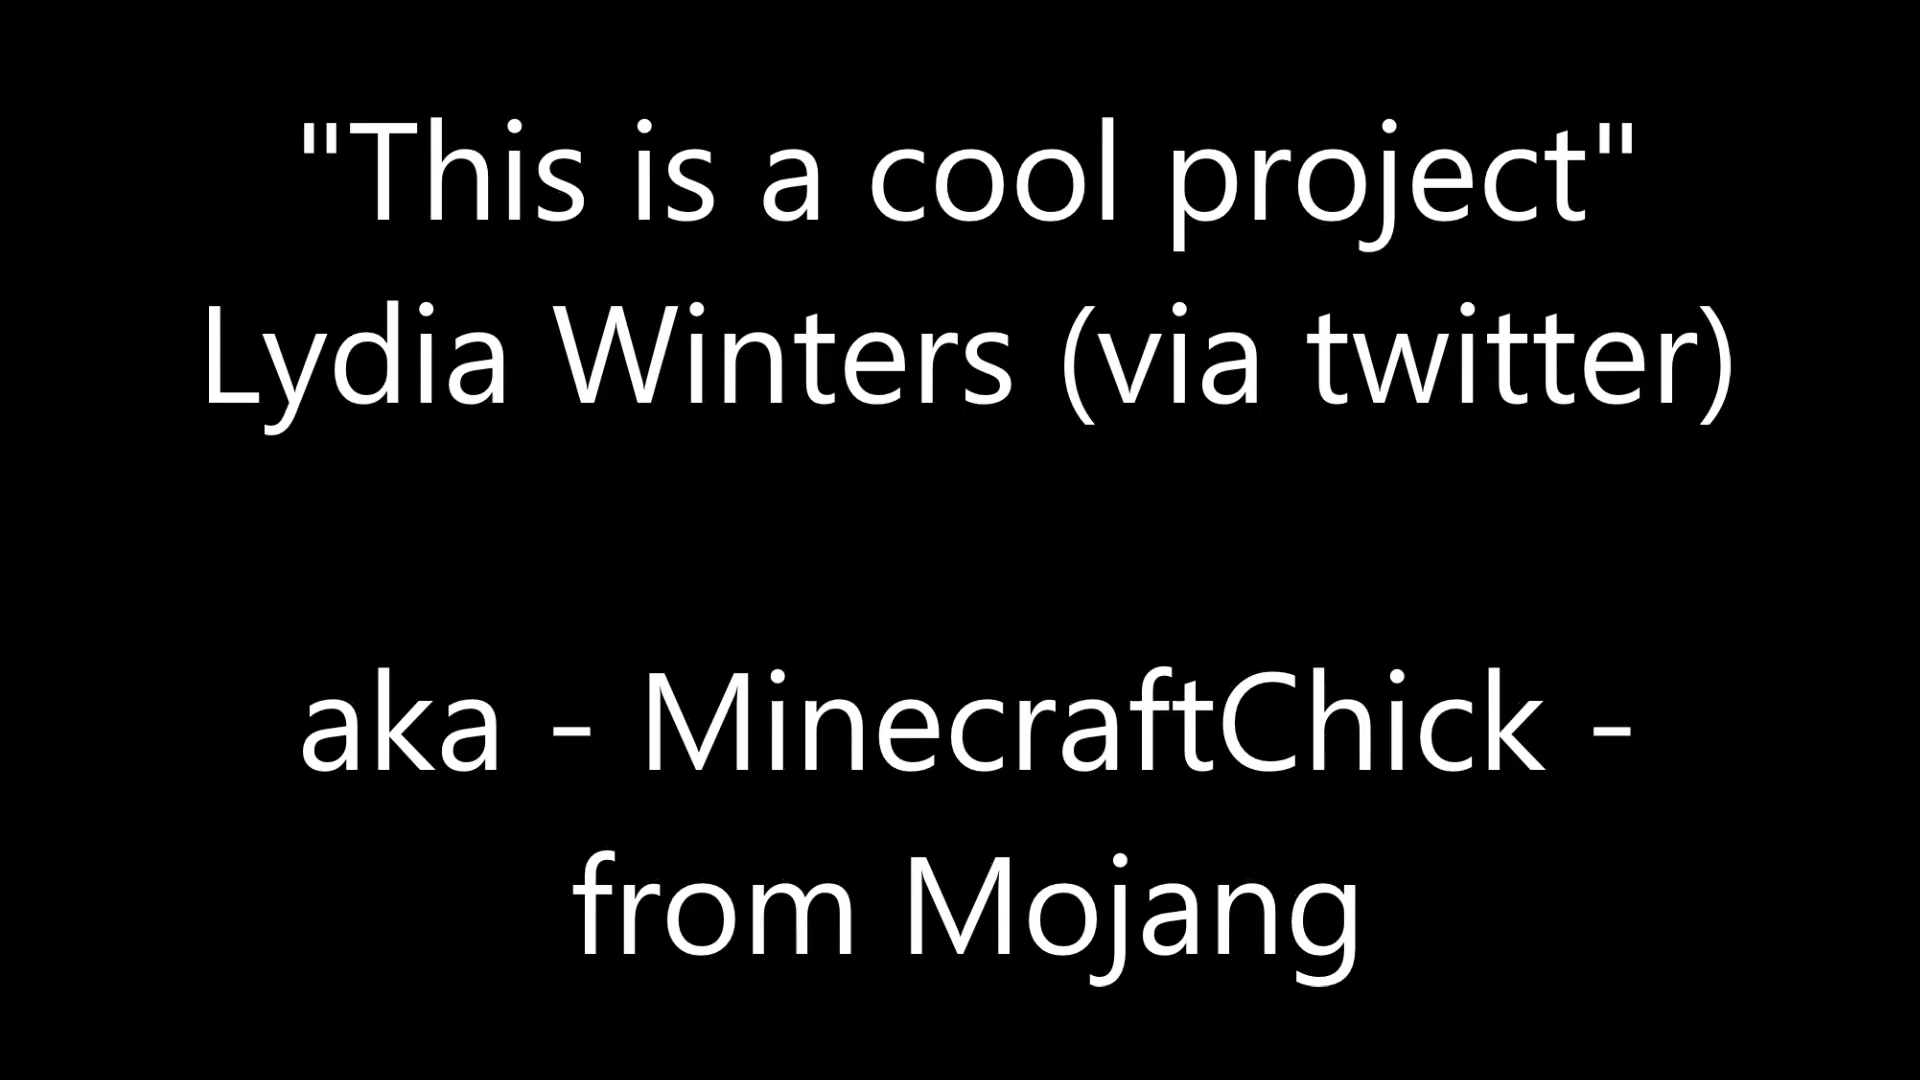 "This is a cool project"
Lydia Winters (via twitter)
aka - MinecraftChick -
from Mojang